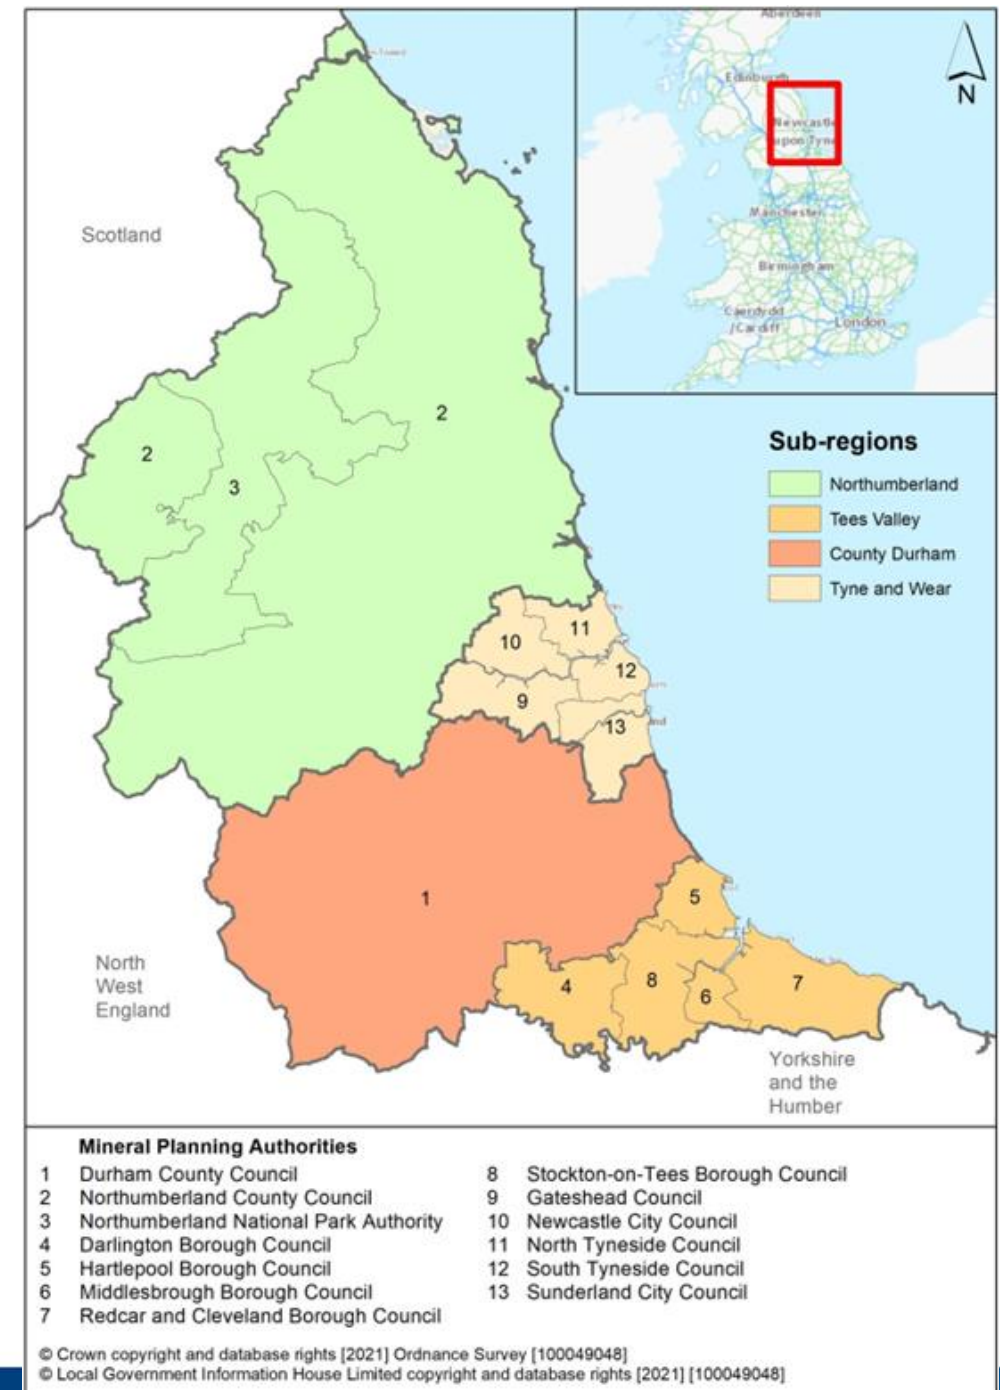 Aberdeen
Edinburgh
N
Newcastle
upon Tyne
Manchester
Birmingham
Caerdydd
/Cardiff
London
Scotland
2
2
3
Sub-regions
Northumberland
Tees Valley
County Durham
Tyne and Wear
10
11
12
9
13
1
5
4
8
6
7
North
West
England
Yorkshire
and the
Humber
Mineral Planning Authorities
1 Durham County Council
2 Northumberland County Council
3 Northumberland National Park Authority
4 Darlington Borough Council
5 Hartlepool Borough Council
6 Middlesbrough Borough Council
7 Redcar and Cleveland Borough Council
8 Stockton-on-Tees Borough Council
9 Gateshead Council
10 Newcastle City Council
11 North Tyneside Council
12 South Tyneside Council
13 Sunderland City Council
© Crown copyright and database rights [2021] Ordnance Survey [100049048]
© Local Government Information House Limited copyright and database rights [2021] [100049048]